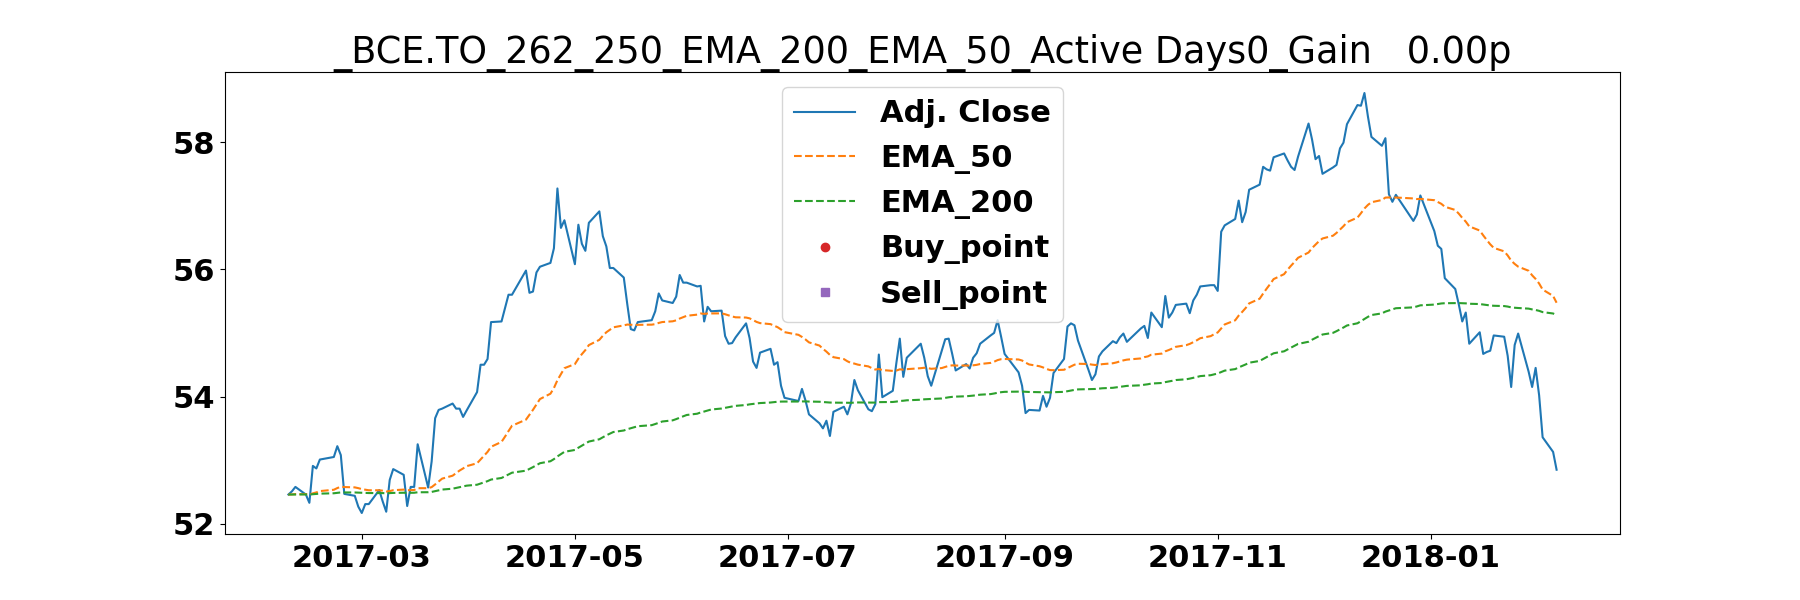 _BCE.TO_262_250_EMA_200_EMA_50_Active Days0_Gain   0.00p
Adj. Close
EMA_50
EMA_200
Buy_point
Sell_point
58
56
54
52
2017-03 2017-05 2017-07 2017-09 2017-11 2018-01